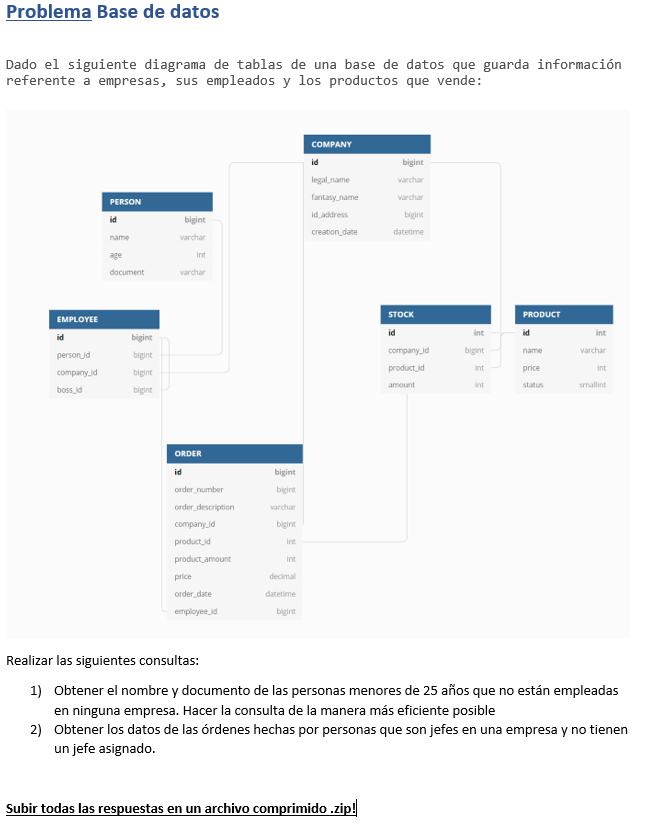 Problema Base de datos
Dado el siguiente diagrama de tablas de una base de datos que guarda información
referente a empresas, sus empleados y los productos que vende:
COMPANY
id bigint
legal_name varchar
fantasy_name varchar
id_address bigint
creation_date datetime
PERSON
id bigint
name varchar
age int
document varchar
EMPLOYEE
id bigint
person_id bigint
company_id bigint
boss_id bigint
STOCK
id int
company_id bigint
product_id int
amount int
PRODUCT
id int
name varchar
price int
status smallint
ORDER
id bigint
order_number bigint
order_description varchar
company_id bigint
product_id int
product_amount int
price decimal
order_date datetime
employee_id bigint
Realizar las siguientes consultas:
1) Obtener el nombre y documento de las personas menores de 25 años que no están empleadas
en ninguna empresa. Hacer la consulta de la manera más eficiente posible
2) Obtener los datos de las órdenes hechas por personas que son jefes en una empresa y no tienen
un jefe asignado.
Subir todas las respuestas en un archivo comprimido .zip!